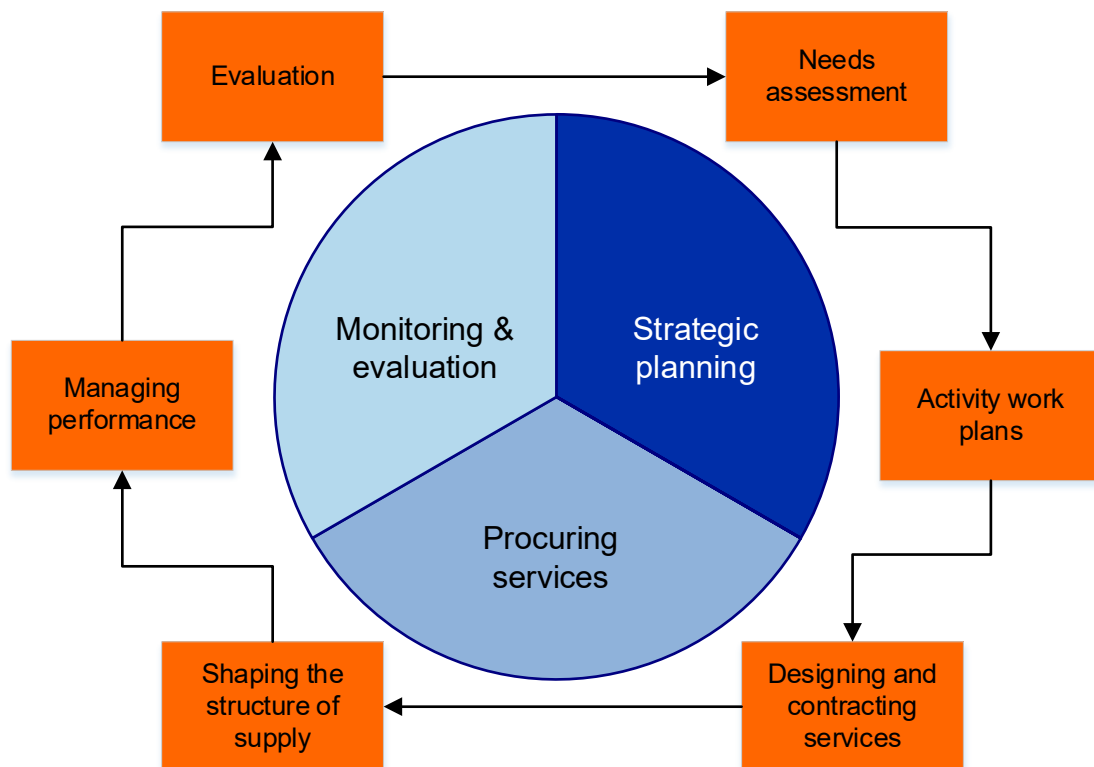 Evaluation
Needs
assessment
Monitoring &
evaluation
Strategic
planning
Managing
performance
Activity work
plans
Procuring
services
Shaping the
structure of
supply
Designing and
contracting
services